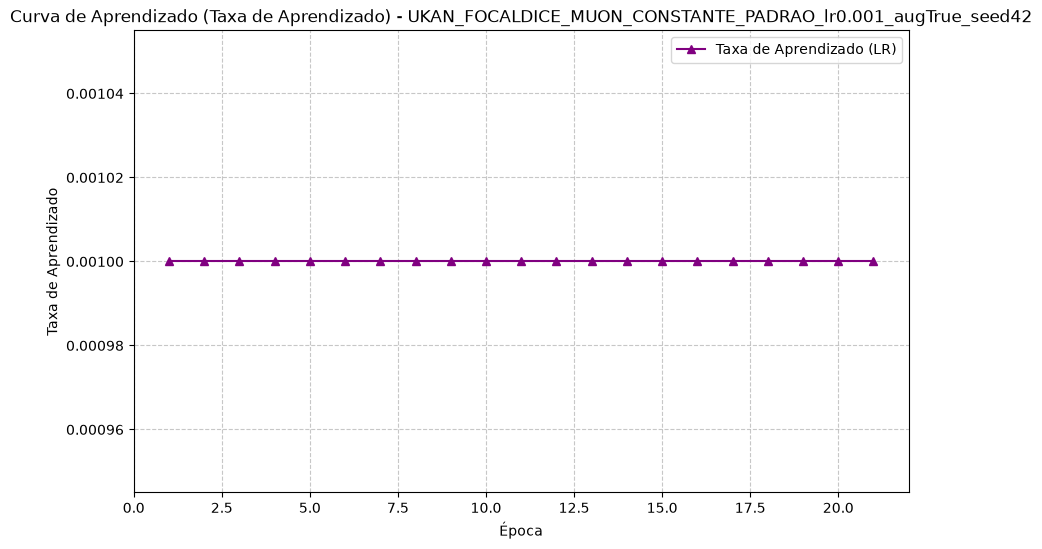 Curva de Aprendizado (Taxa de Aprendizado) - UKAN_FOCALDICE_MUON_CONSTANTE_PADRAO_lr0.001_augTrue_seed42
Taxa de Aprendizado (LR)
0.00104
0.00102
0.00100
0.00098
0.00096
Taxa de Aprendizado
0.0 2.5 5.0 7.5 10.0 12.5 15.0 17.5 20.0
Época